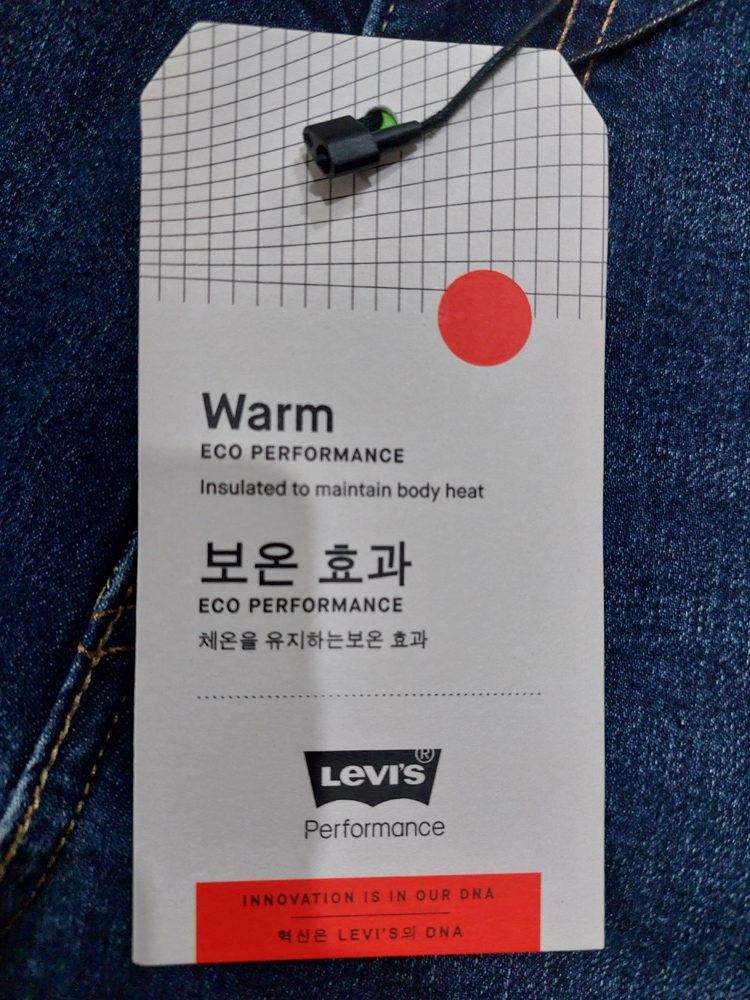 Warm
ECO PERFORMANCE
Insulated to maintain body heat
보온 효과
ECO PERFORMANCE
체온을 유지하는보온 효과
LEVI'S®
Performance
INNOVATION IS IN OUR DNA
혁신은 LEVI'S의 DNA